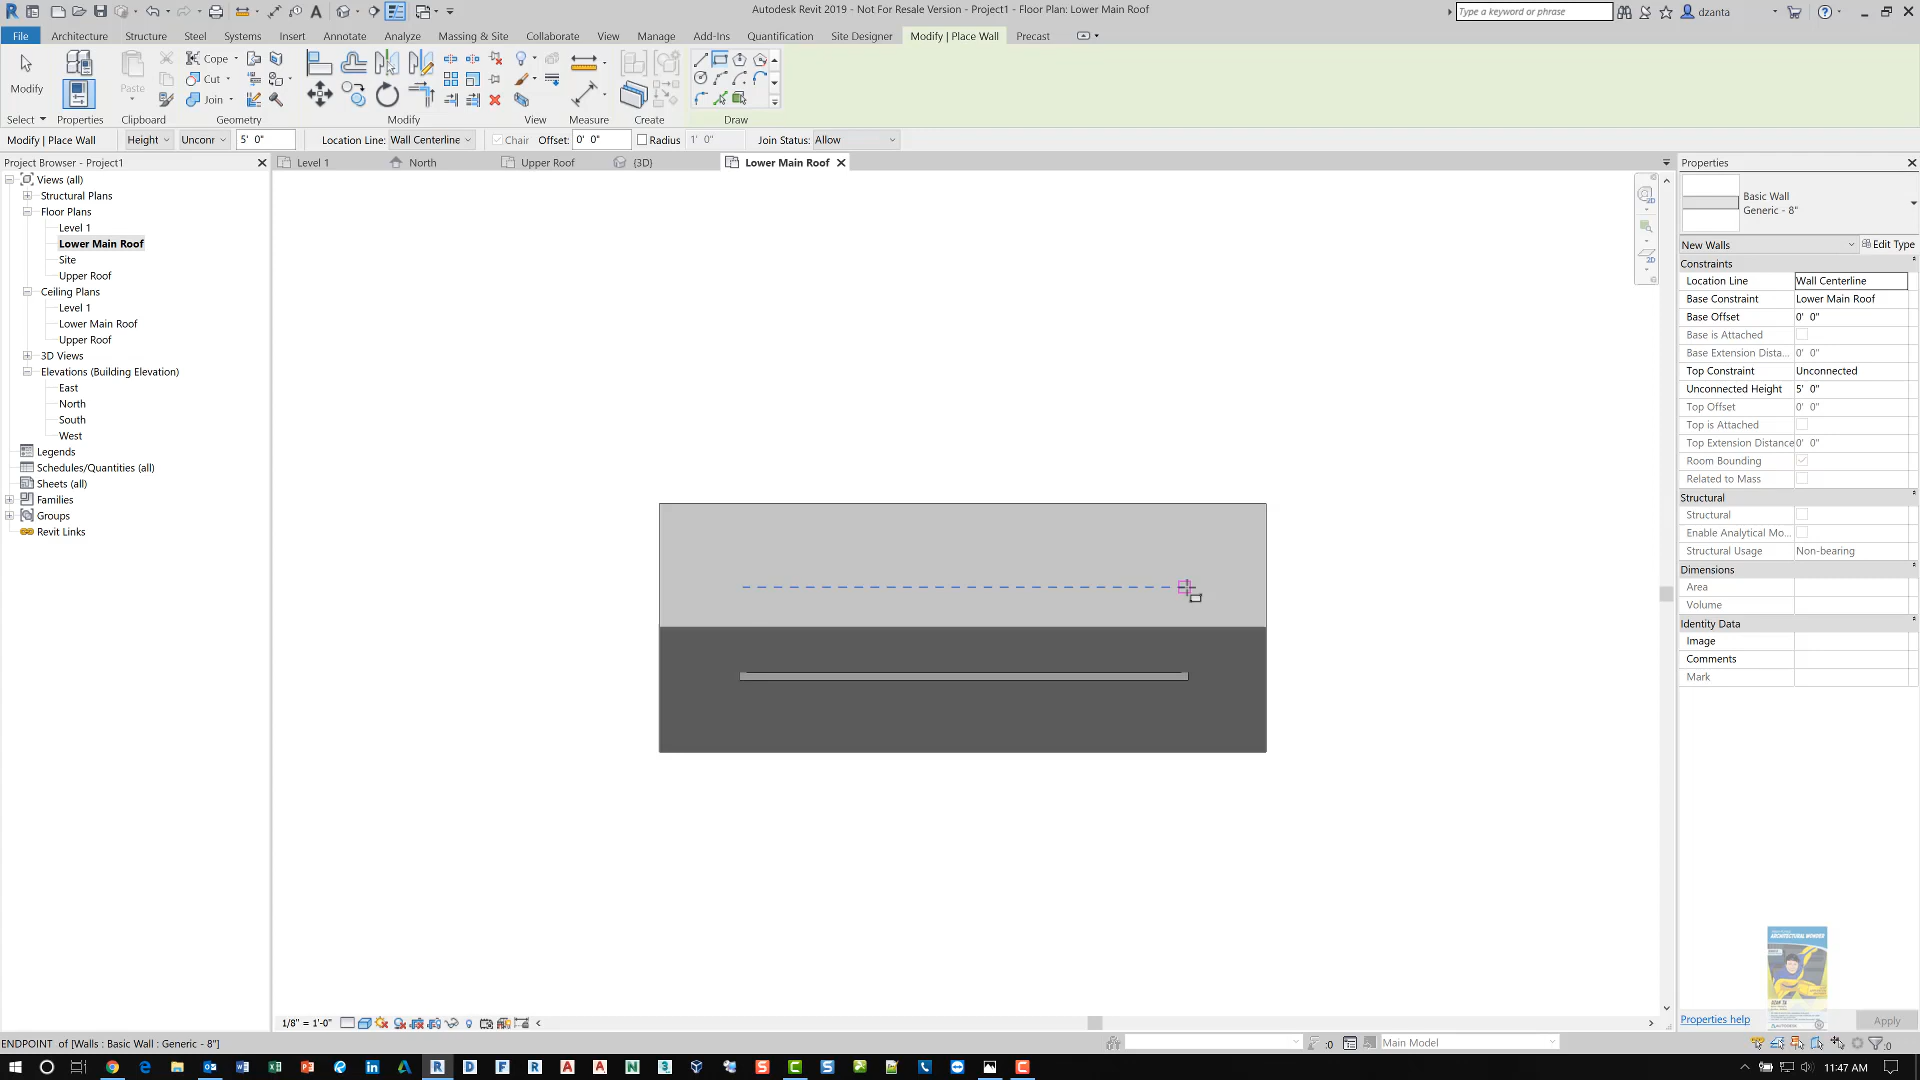 Autodesk Revit 2019 - Not For Resale Version - Project1 - Floor Plan: Lower Main Roof
Type a keyword or phrase
dzanta
File
Architecture
Structure
Steel
Systems
Insert
Annotate
Analyze
Massing & Site
Collaborate
View
Manage
Add-Ins
Quantification
Site Designer
Modify | Place Wall
Precast
Modify
Paste
Cope
Cut
Join
Select
Properties
Clipboard
Geometry
Modify
View
Measure
Create
Draw
Modify | Place Wall
Height
Unconr
5' 0"
Location Line:
Wall Centerline
Chair
Offset:
0' 0"
Radius
1' 0"
Join Status:
Allow
Project Browser - Project1
Level 1
North
Upper Roof
{3D}
Lower Main Roof
Properties
Views (all)
Structural Plans
Floor Plans
Level 1
Lower Main Roof
Site
Upper Roof
Ceiling Plans
Level 1
Lower Main Roof
Upper Roof
3D Views
Elevations (Building Elevation)
East
North
South
West
Legends
Schedules/Quantities (all)
Sheets (all)
Families
Groups
Revit Links
2D
2D
Basic Wall
Generic - 8"
New Walls
Edit Type
Constraints
Location Line Wall Centerline
Base Constraint Lower Main Roof
Base Offset 0' 0"
Base is Attached
Base Extension Dista... 0' 0"
Top Constraint Unconnected
Unconnected Height 5' 0"
Top Offset 0' 0"
Top is Attached
Top Extension Distance 0' 0"
Room Bounding
Related to Mass
Structural
Structural
Enable Analytical Mo...
Structural Usage Non-bearing
Dimensions
Area
Volume
Identity Data
Image
Comments
Mark
ARCHITECTURAL WONDER
AUTODESK
Properties help
Apply
1/8" = 1'-0"
ENDPOINT of [Walls : Basic Wall : Generic - 8"]
:0
Main Model
:0
11:47 AM